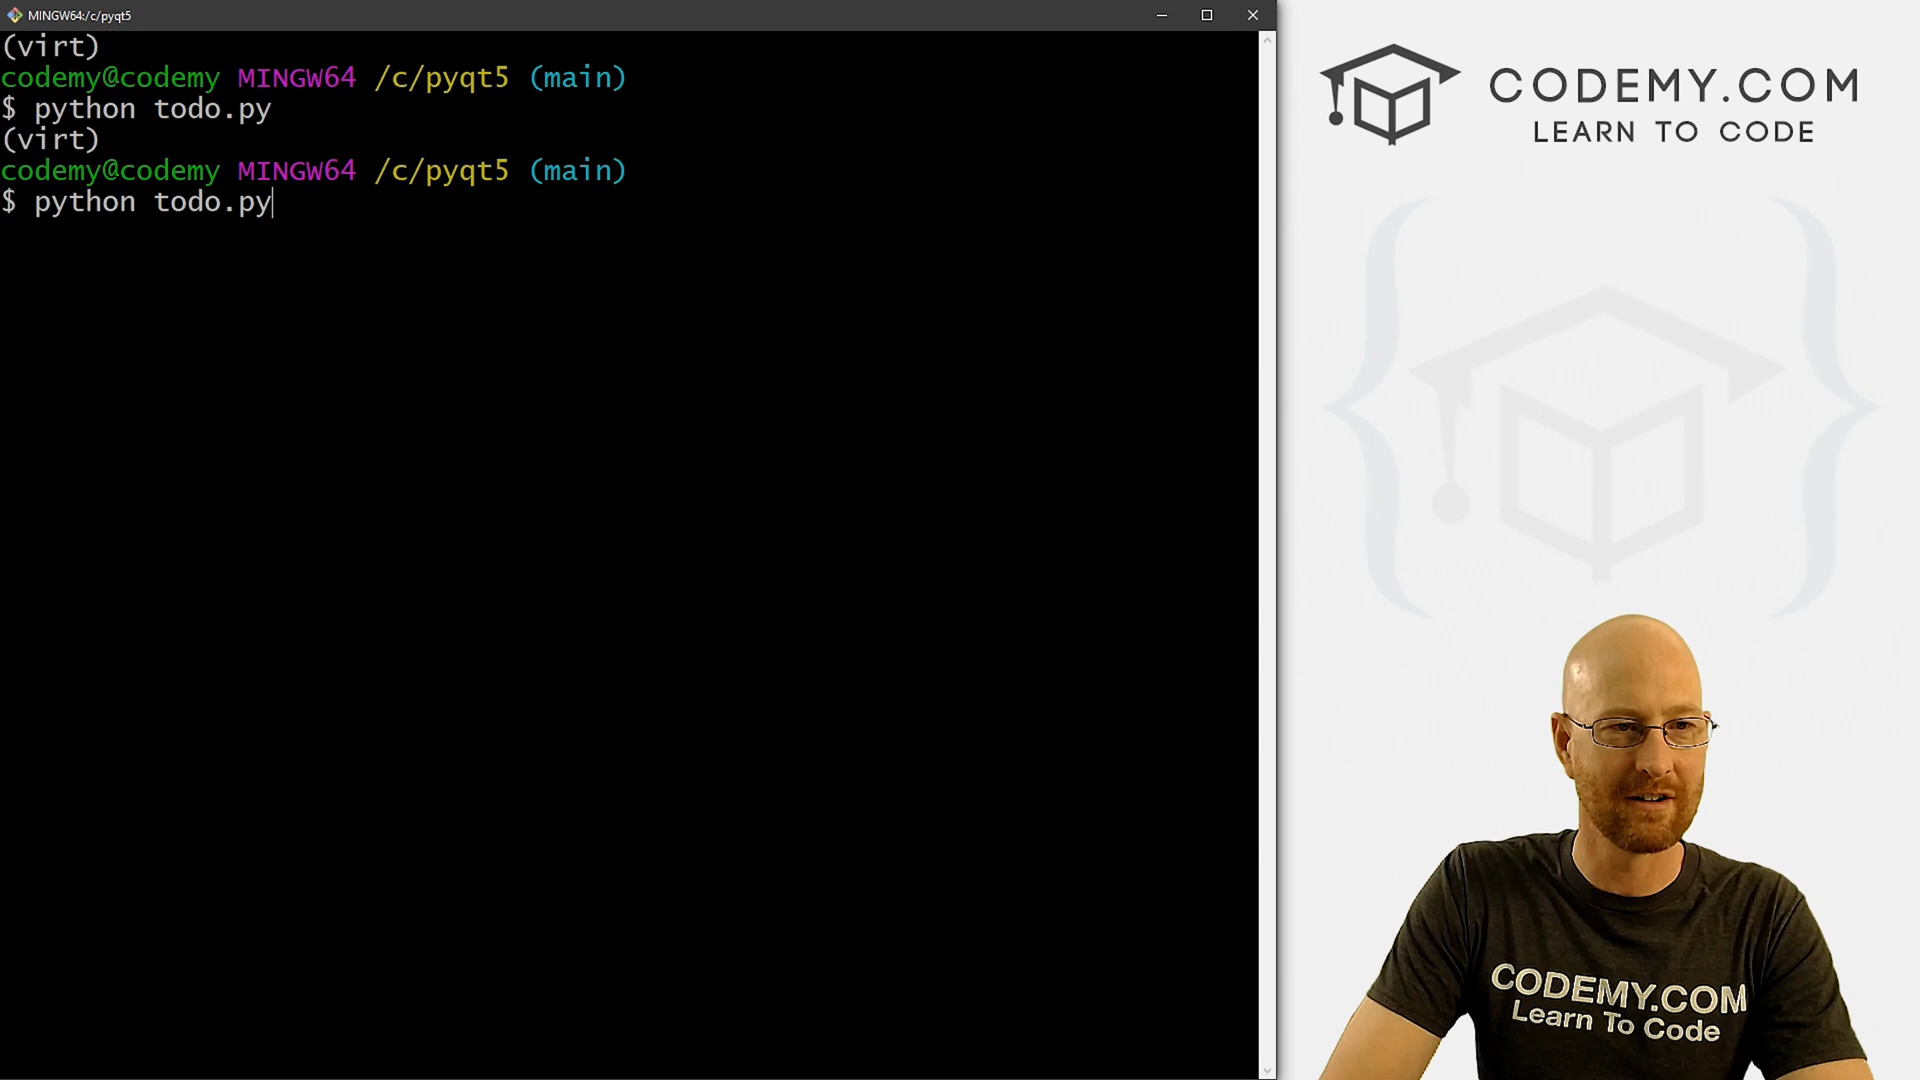 MINGW64:/c/pyqt5
(virt)
codemy@codemy MINGW64 /c/pyqt5 (main)
$ python todo.py
(virt)
codemy@codemy MINGW64 /c/pyqt5 (main)
$ python todo.py
CODEMY.COM
LEARN TO CODE
CODEMY.COM
Learn To Code